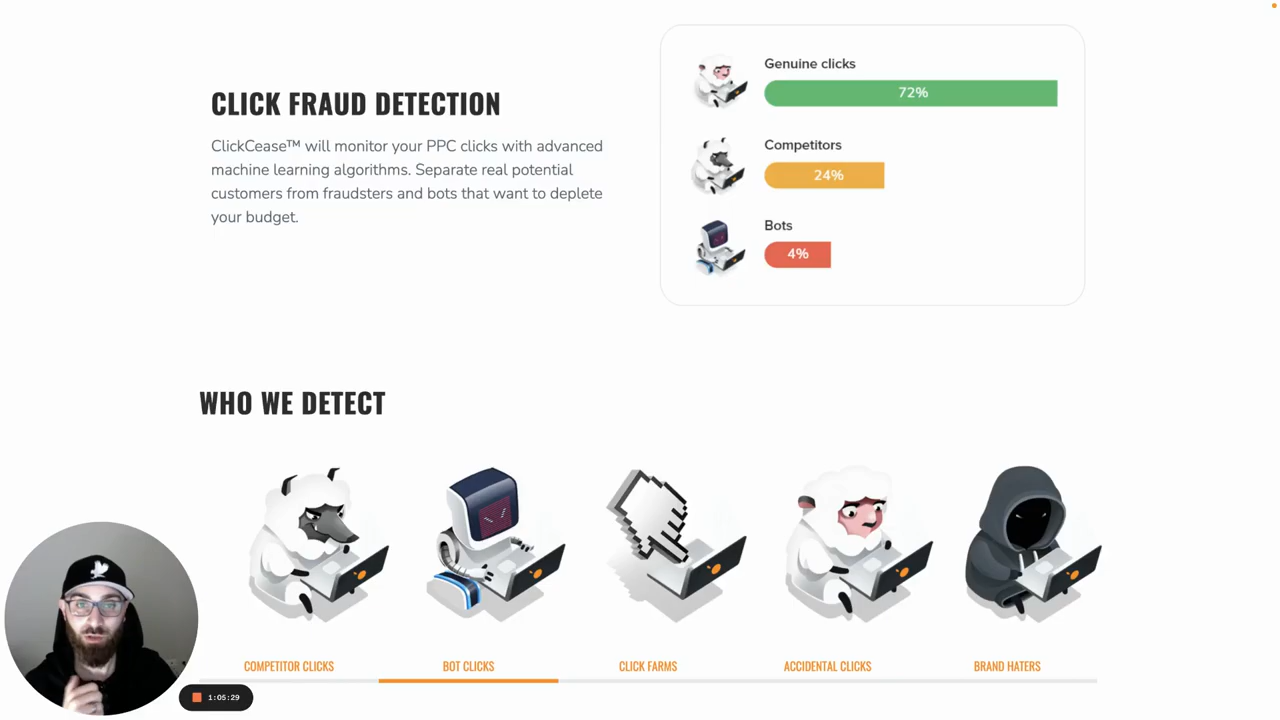 CLICK FRAUD DETECTION
ClickCease™ will monitor your PPC clicks with advanced
machine learning algorithms. Separate real potential
customers from fraudsters and bots that want to deplete
your budget.
Genuine clicks
72%
Competitors
24%
Bots
4%
WHO WE DETECT
COMPETITOR CLICKS
BOT CLICKS
CLICK FARMS
ACCIDENTAL CLICKS
BRAND HATERS
1:05:29